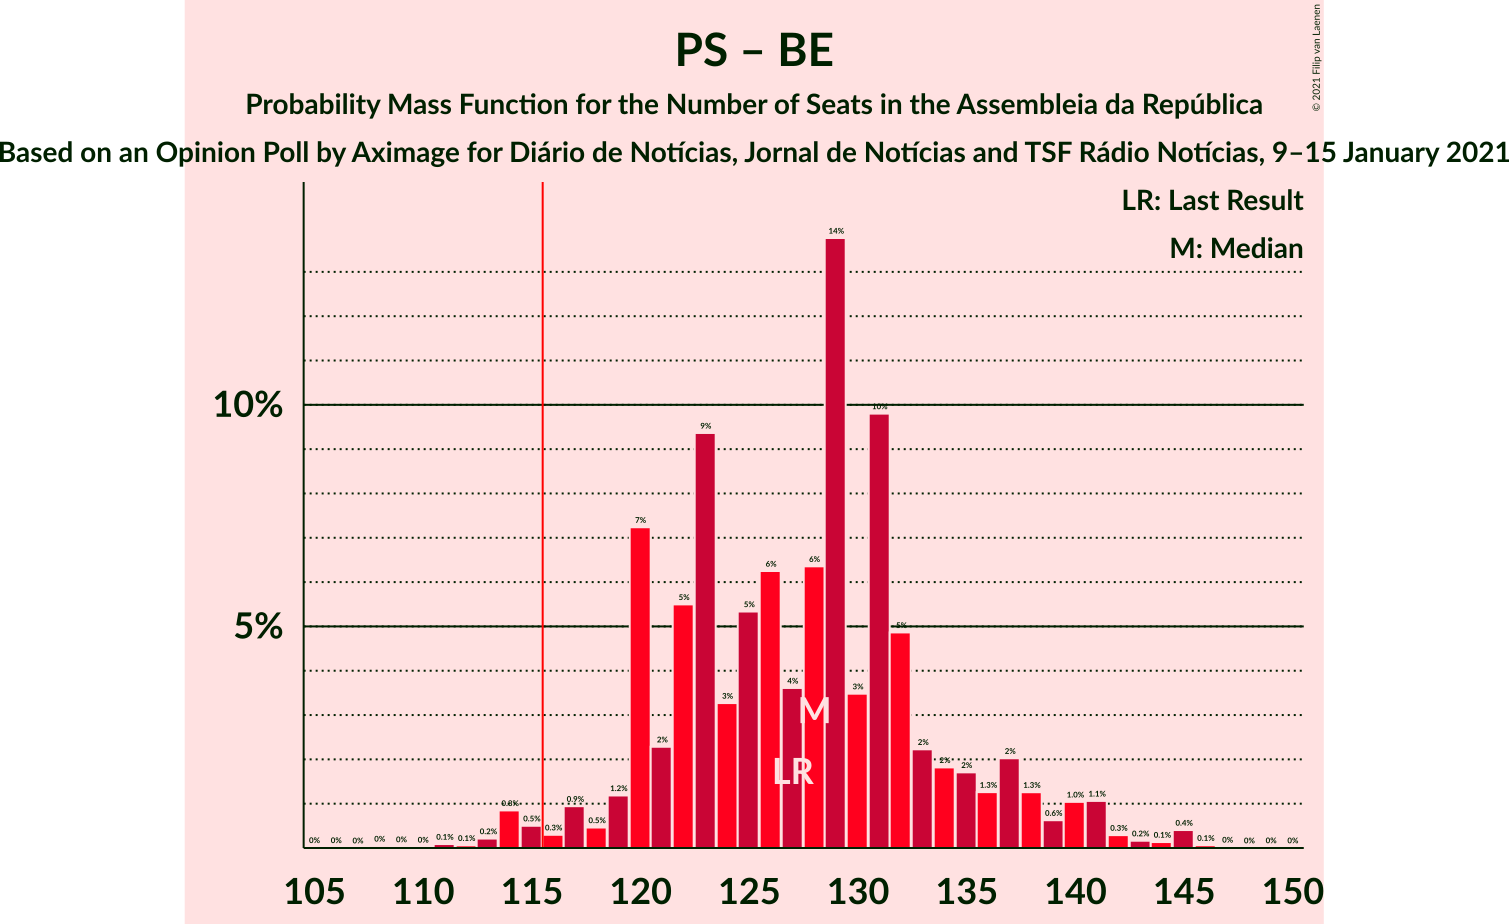 PS – BE
Probability Mass Function for the Number of Seats in the Assembleia da República
Based on an Opinion Poll by Aximage for Diário de Notícias, Jornal de Notícias and TSF Rádio Notícias, 9–15 January 2021
© 2021 Filip van Laenen
LR: Last Result
M: Median
10%
5%
0% 0% 0% 0% 0% 0% 0.1% 0.1% 0.2% 0.8% 0.5% 0.3% 0.9% 0.5% 1.2% 7% 2% 5% 9% 3% 5% 6% 4% 6% 14% 3% 10% 5% 2% 2% 2% 1.3% 2% 1.3% 0.6% 1.0% 1.1% 0.3% 0.2% 0.1% 0.4% 0.1% 0% 0% 0% 0%
M
LR
105 110 115 120 125 130 135 140 145 150